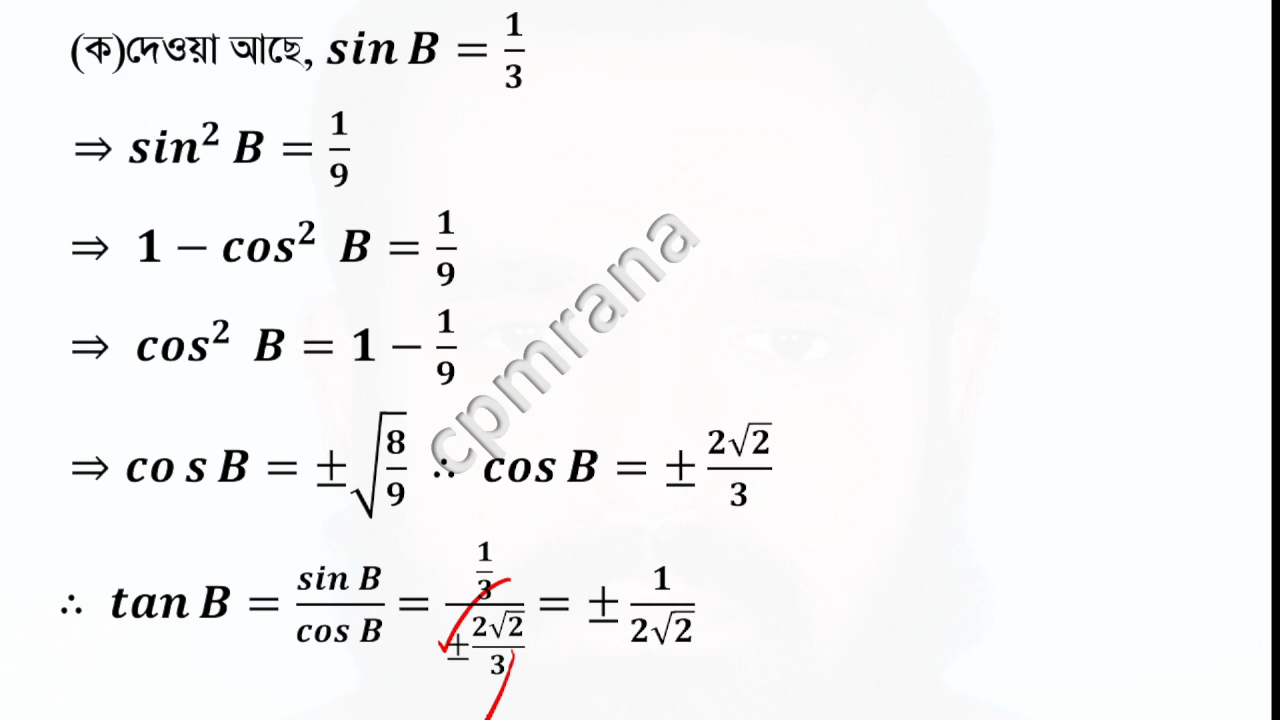 (ক)দেওয়া আছে, sin B = 1/3
⇒ sin² B = 1/9
⇒ 1 − cos² B = 1/9
⇒ cos² B = 1 − 1/9
⇒ co s B = ±√(8/9) ∴ cos B = ± 2√2/3
∴ tan B = sin B/cos B = (1/3)/(±2√2/3) = ± 1/(2√2)
cpmrana